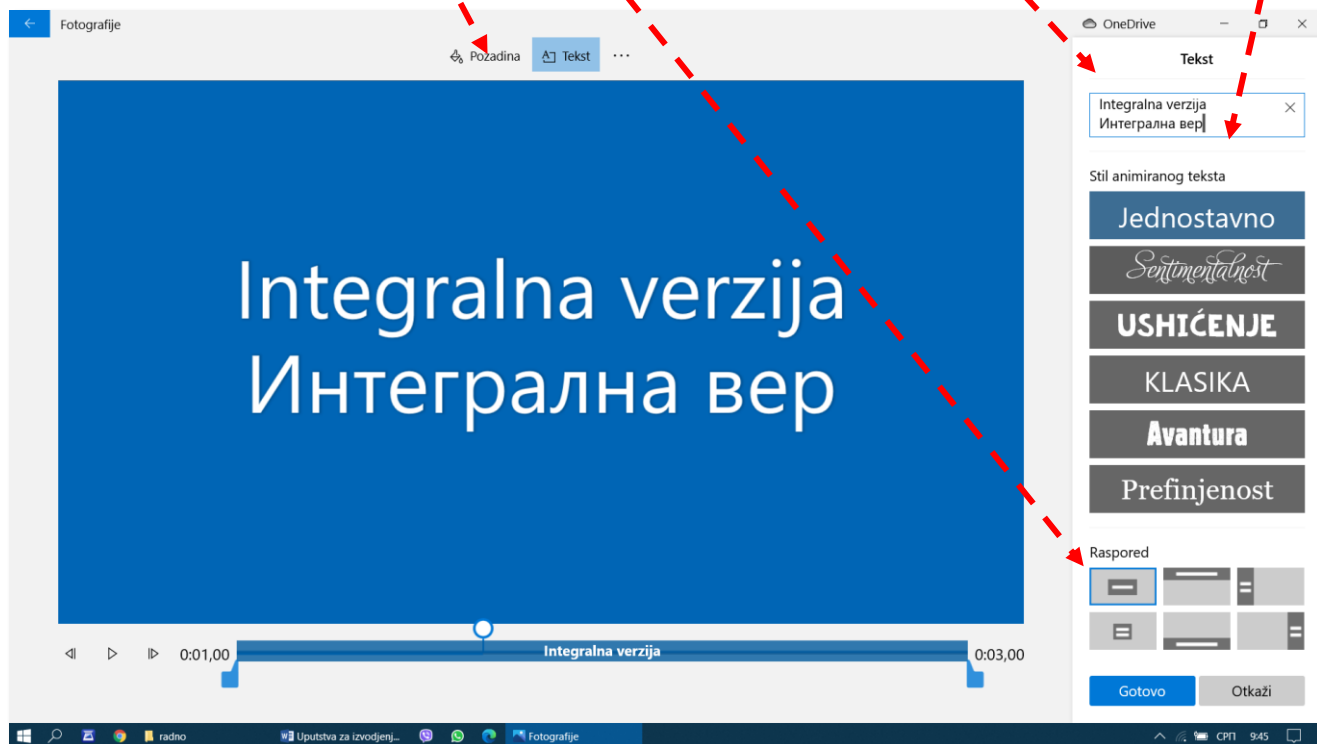 Fotografije
OneDrive
Pozadina
Tekst
Tekst
Integralna verzija
Интегрална вер
Stil animiranog teksta
Jednostavno
Sentimentalnost
USHIĆENJE
KLASIKA
Avantura
Prefinjenost
Raspored
Integralna verzija
Интегрална вер
0:01,00
Integralna verzija
0:03,00
Gotovo
Otkaži
radno
Uputstva za izvodjenj...
Fotografije
СРП
9:45